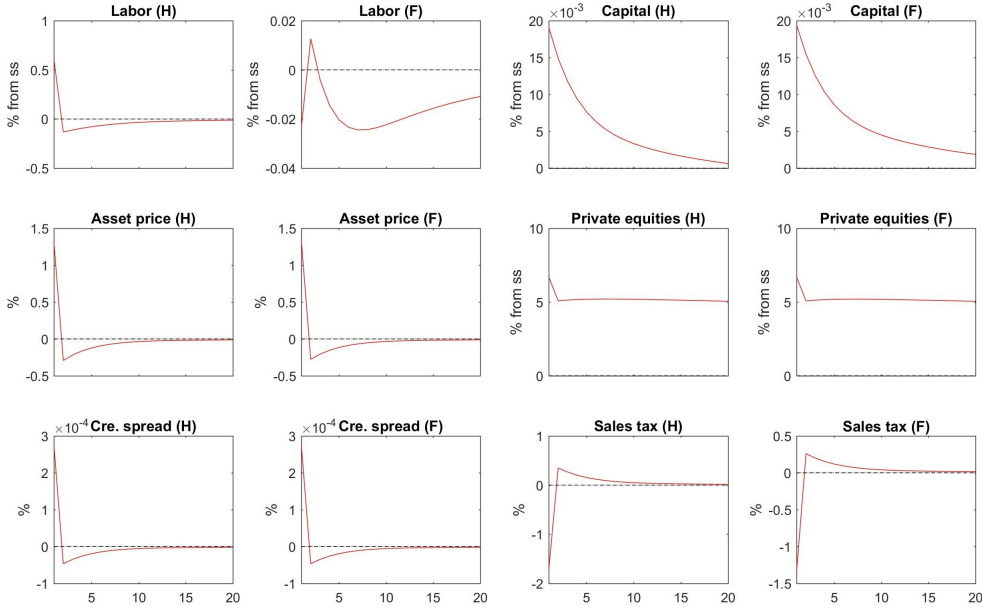 Labor (H)
1
0.5
0
-0.5
% from ss
Labor (F)
0.02
0
-0.02
-0.04
% from ss
×10⁻³
Capital (H)
20
15
10
5
0
% from ss
×10⁻³
Capital (F)
20
15
10
5
0
% from ss
Asset price (H)
1.5
1
0.5
0
-0.5
%
Asset price (F)
1.5
1
0.5
0
-0.5
%
Private equities (H)
10
5
0
% from ss
Private equities (F)
10
5
0
% from ss
×10⁻⁴
Cre. spread (H)
3
2
1
0
-1
%
5 10 15 20
×10⁻⁴
Cre. spread (F)
3
2
1
0
-1
%
5 10 15 20
Sales tax (H)
1
0
-1
-2
%
5 10 15 20
Sales tax (F)
0.5
0
-0.5
-1
-1.5
%
5 10 15 20